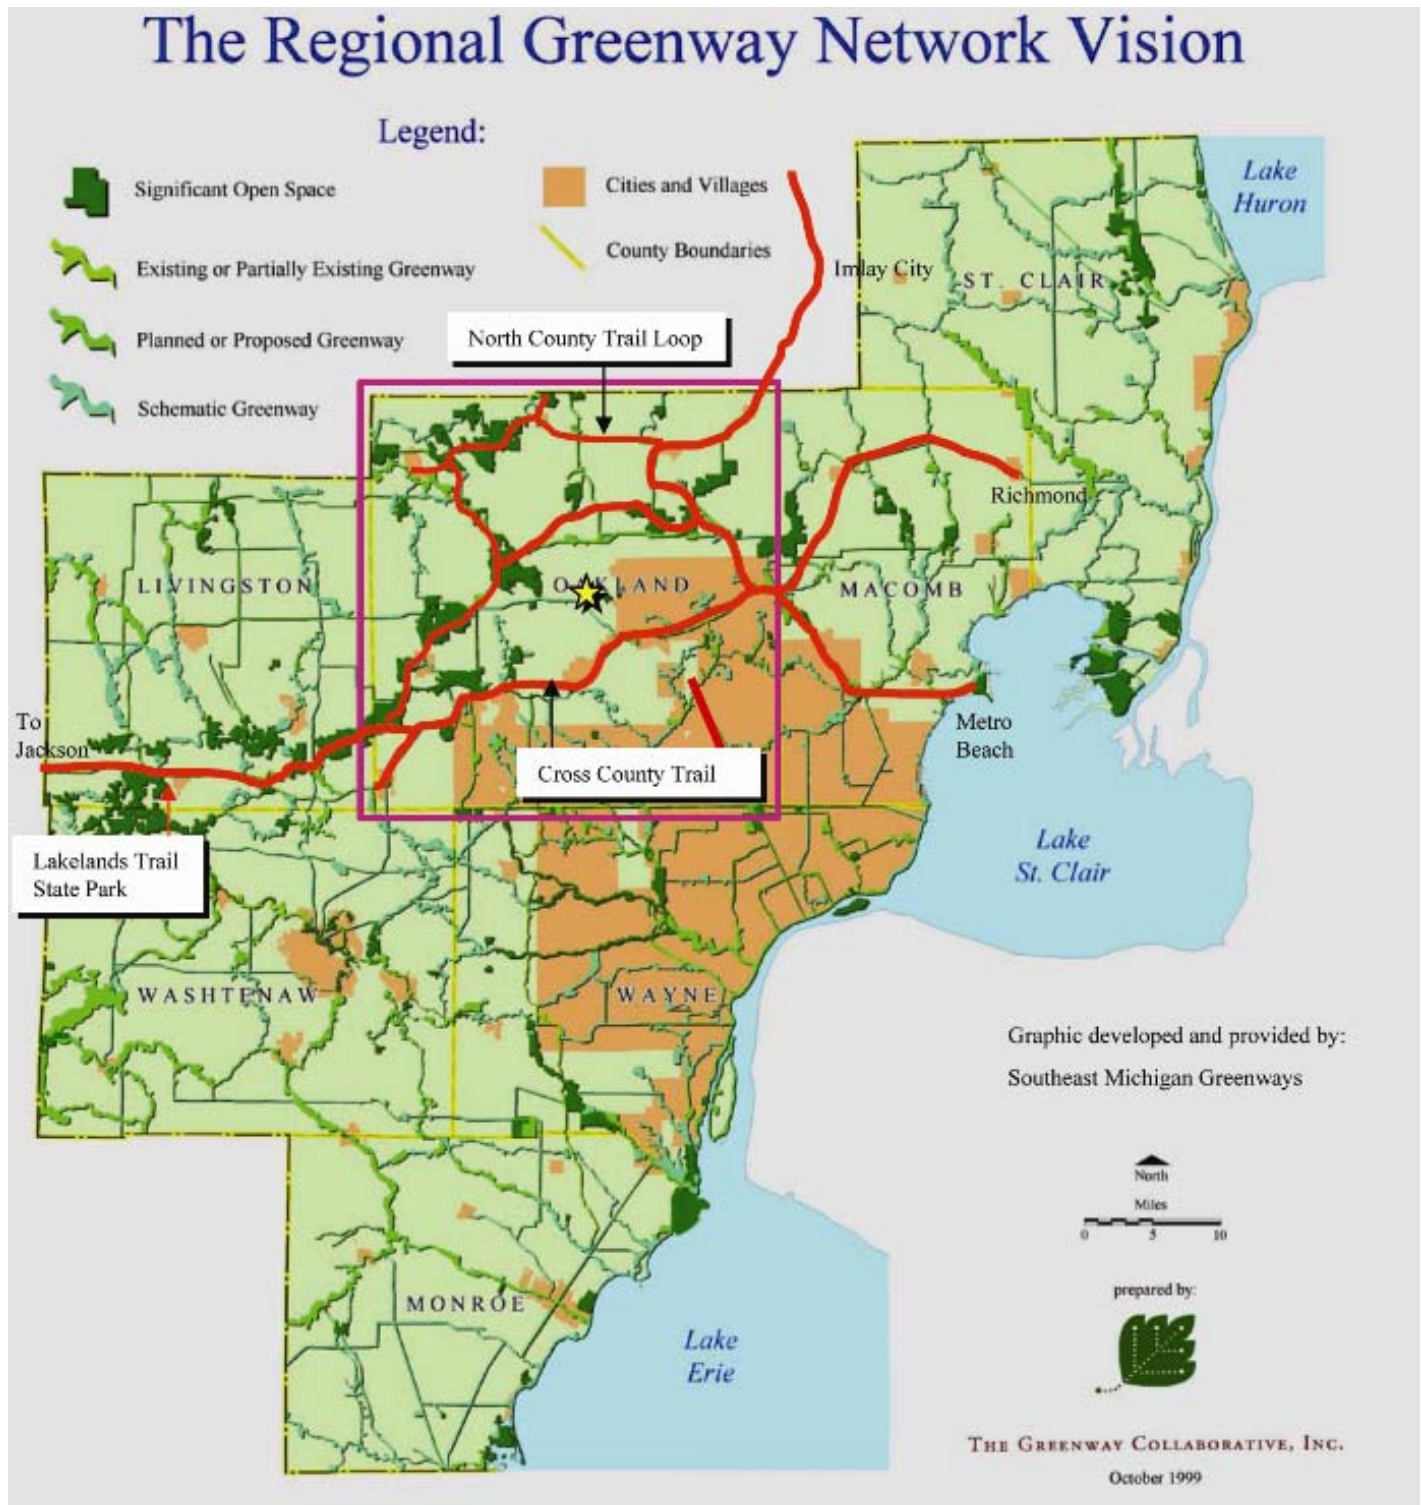 The Regional Greenway Network Vision
Legend:
Significant Open Space
Existing or Partially Existing Greenway
Planned or Proposed Greenway
Schematic Greenway
Cities and Villages
County Boundaries
Lake
Huron
Imlay City
ST. CLAIR
North County Trail Loop
Richmond
LIVINGSTON
OAKLAND
MACOMB
To
Jackson
Metro
Beach
Cross County Trail
Lakelands Trail
State Park
Lake
St. Clair
WASHTENAW
WAYNE
Graphic developed and provided by:
Southeast Michigan Greenways
North
Miles
0 5 10
MONROE
prepared by:
Lake
Erie
THE GREENWAY COLLABORATIVE, INC.
October 1999